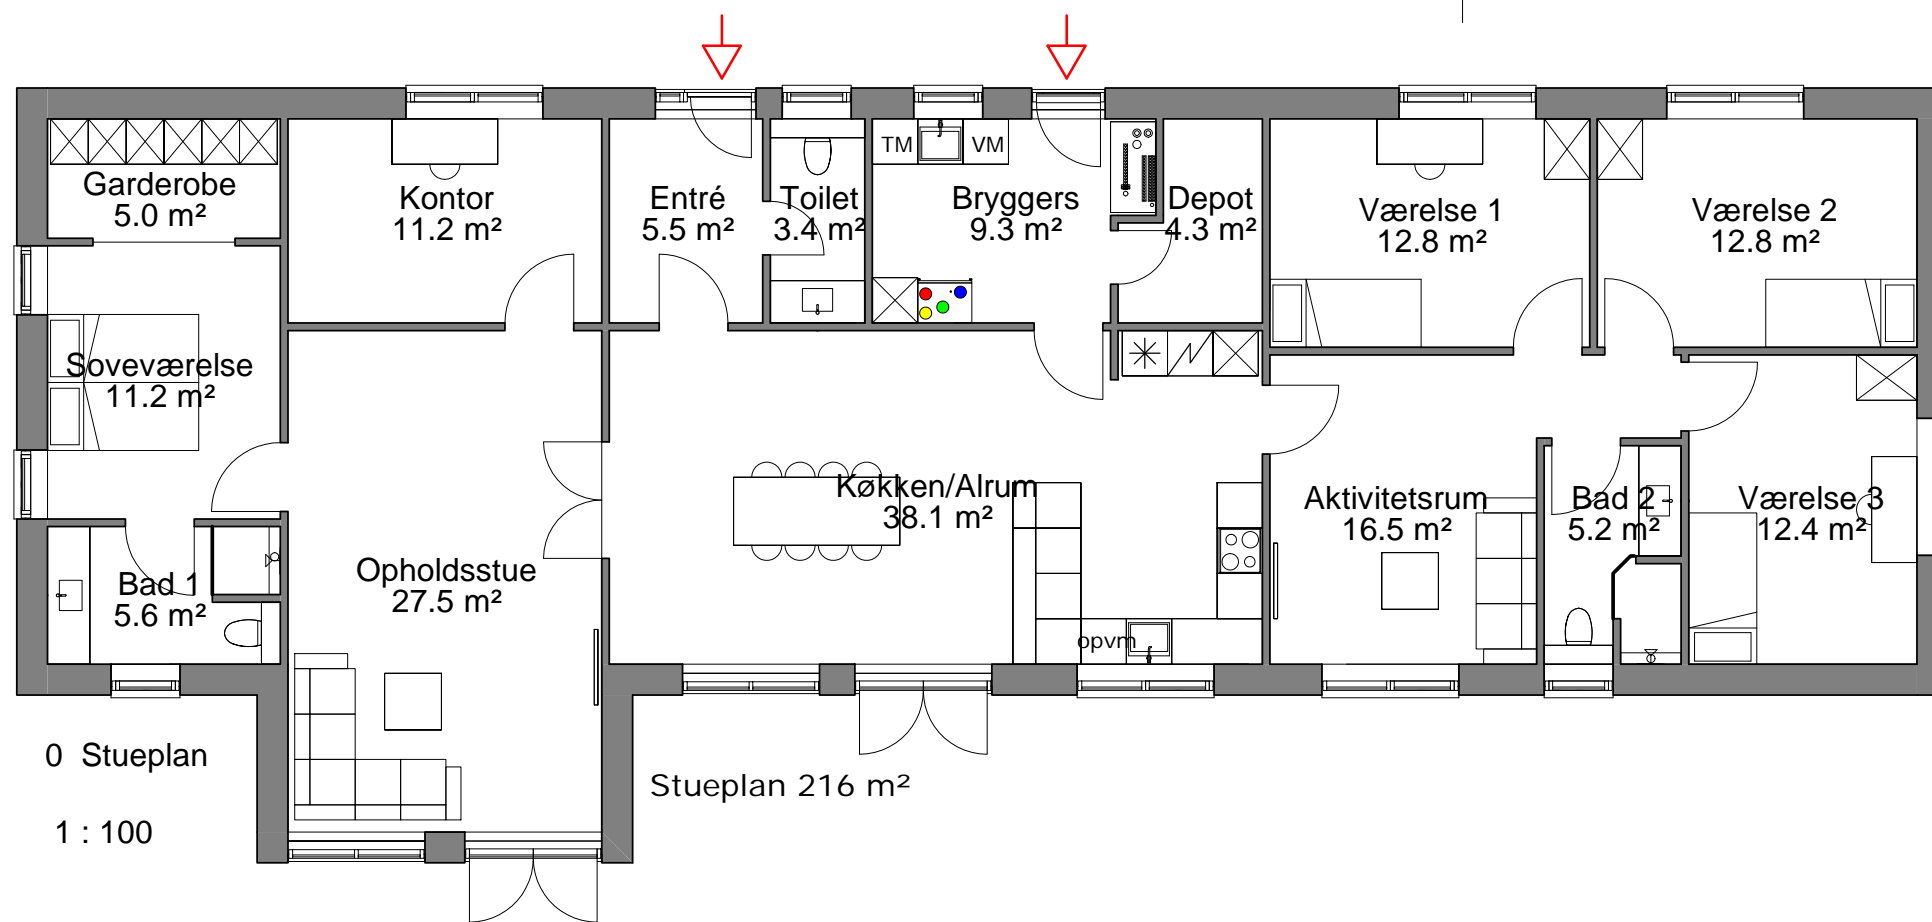 TM
VM
Garderobe
5.0 m²
Kontor
11.2 m²
Entré
5.5 m²
Toilet
3.4 m²
Bryggers
9.3 m²
Depot
4.3 m²
Værelse 1
12.8 m²
Værelse 2
12.8 m²
Soveværelse
11.2 m²
Køkken/Alrum
38.1 m²
Aktivitetsrum
16.5 m²
Bad 2
5.2 m²
Værelse 3
12.4 m²
Bad 1
5.6 m²
Opholdsstue
27.5 m²
opvm
0 Stueplan
1 : 100
Stueplan 216 m²